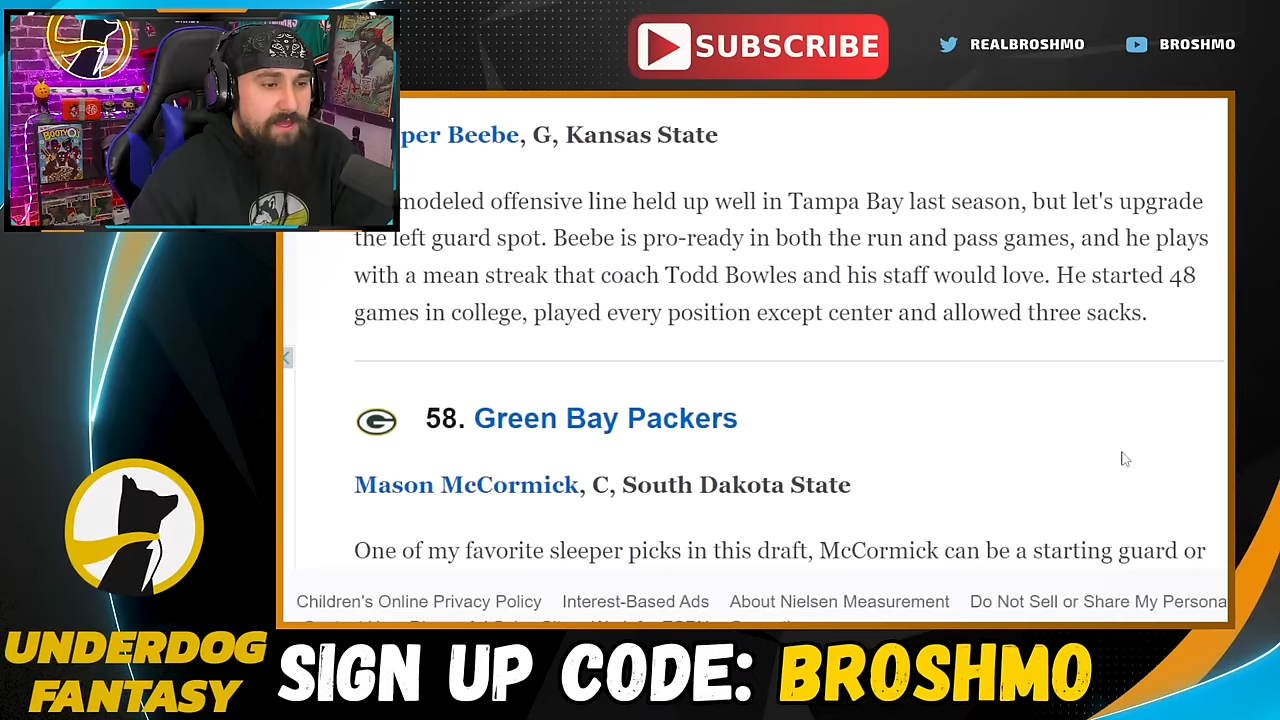 SUBSCRIBE
REALBROSHMO
BROSHMO
per Beebe, G, Kansas State
modeled offensive line held up well in Tampa Bay last season, but let's upgrade
the left guard spot. Beebe is pro-ready in both the run and pass games, and he plays
with a mean streak that coach Todd Bowles and his staff would love. He started 48
games in college, played every position except center and allowed three sacks.
58. Green Bay Packers
Mason McCormick, C, South Dakota State
One of my favorite sleeper picks in this draft, McCormick can be a starting guard or
Children's Online Privacy Policy Interest-Based Ads About Nielsen Measurement Do Not Sell or Share My Persona
UNDERDOG
FANTASY
SIGN UP CODE: BROSHMO